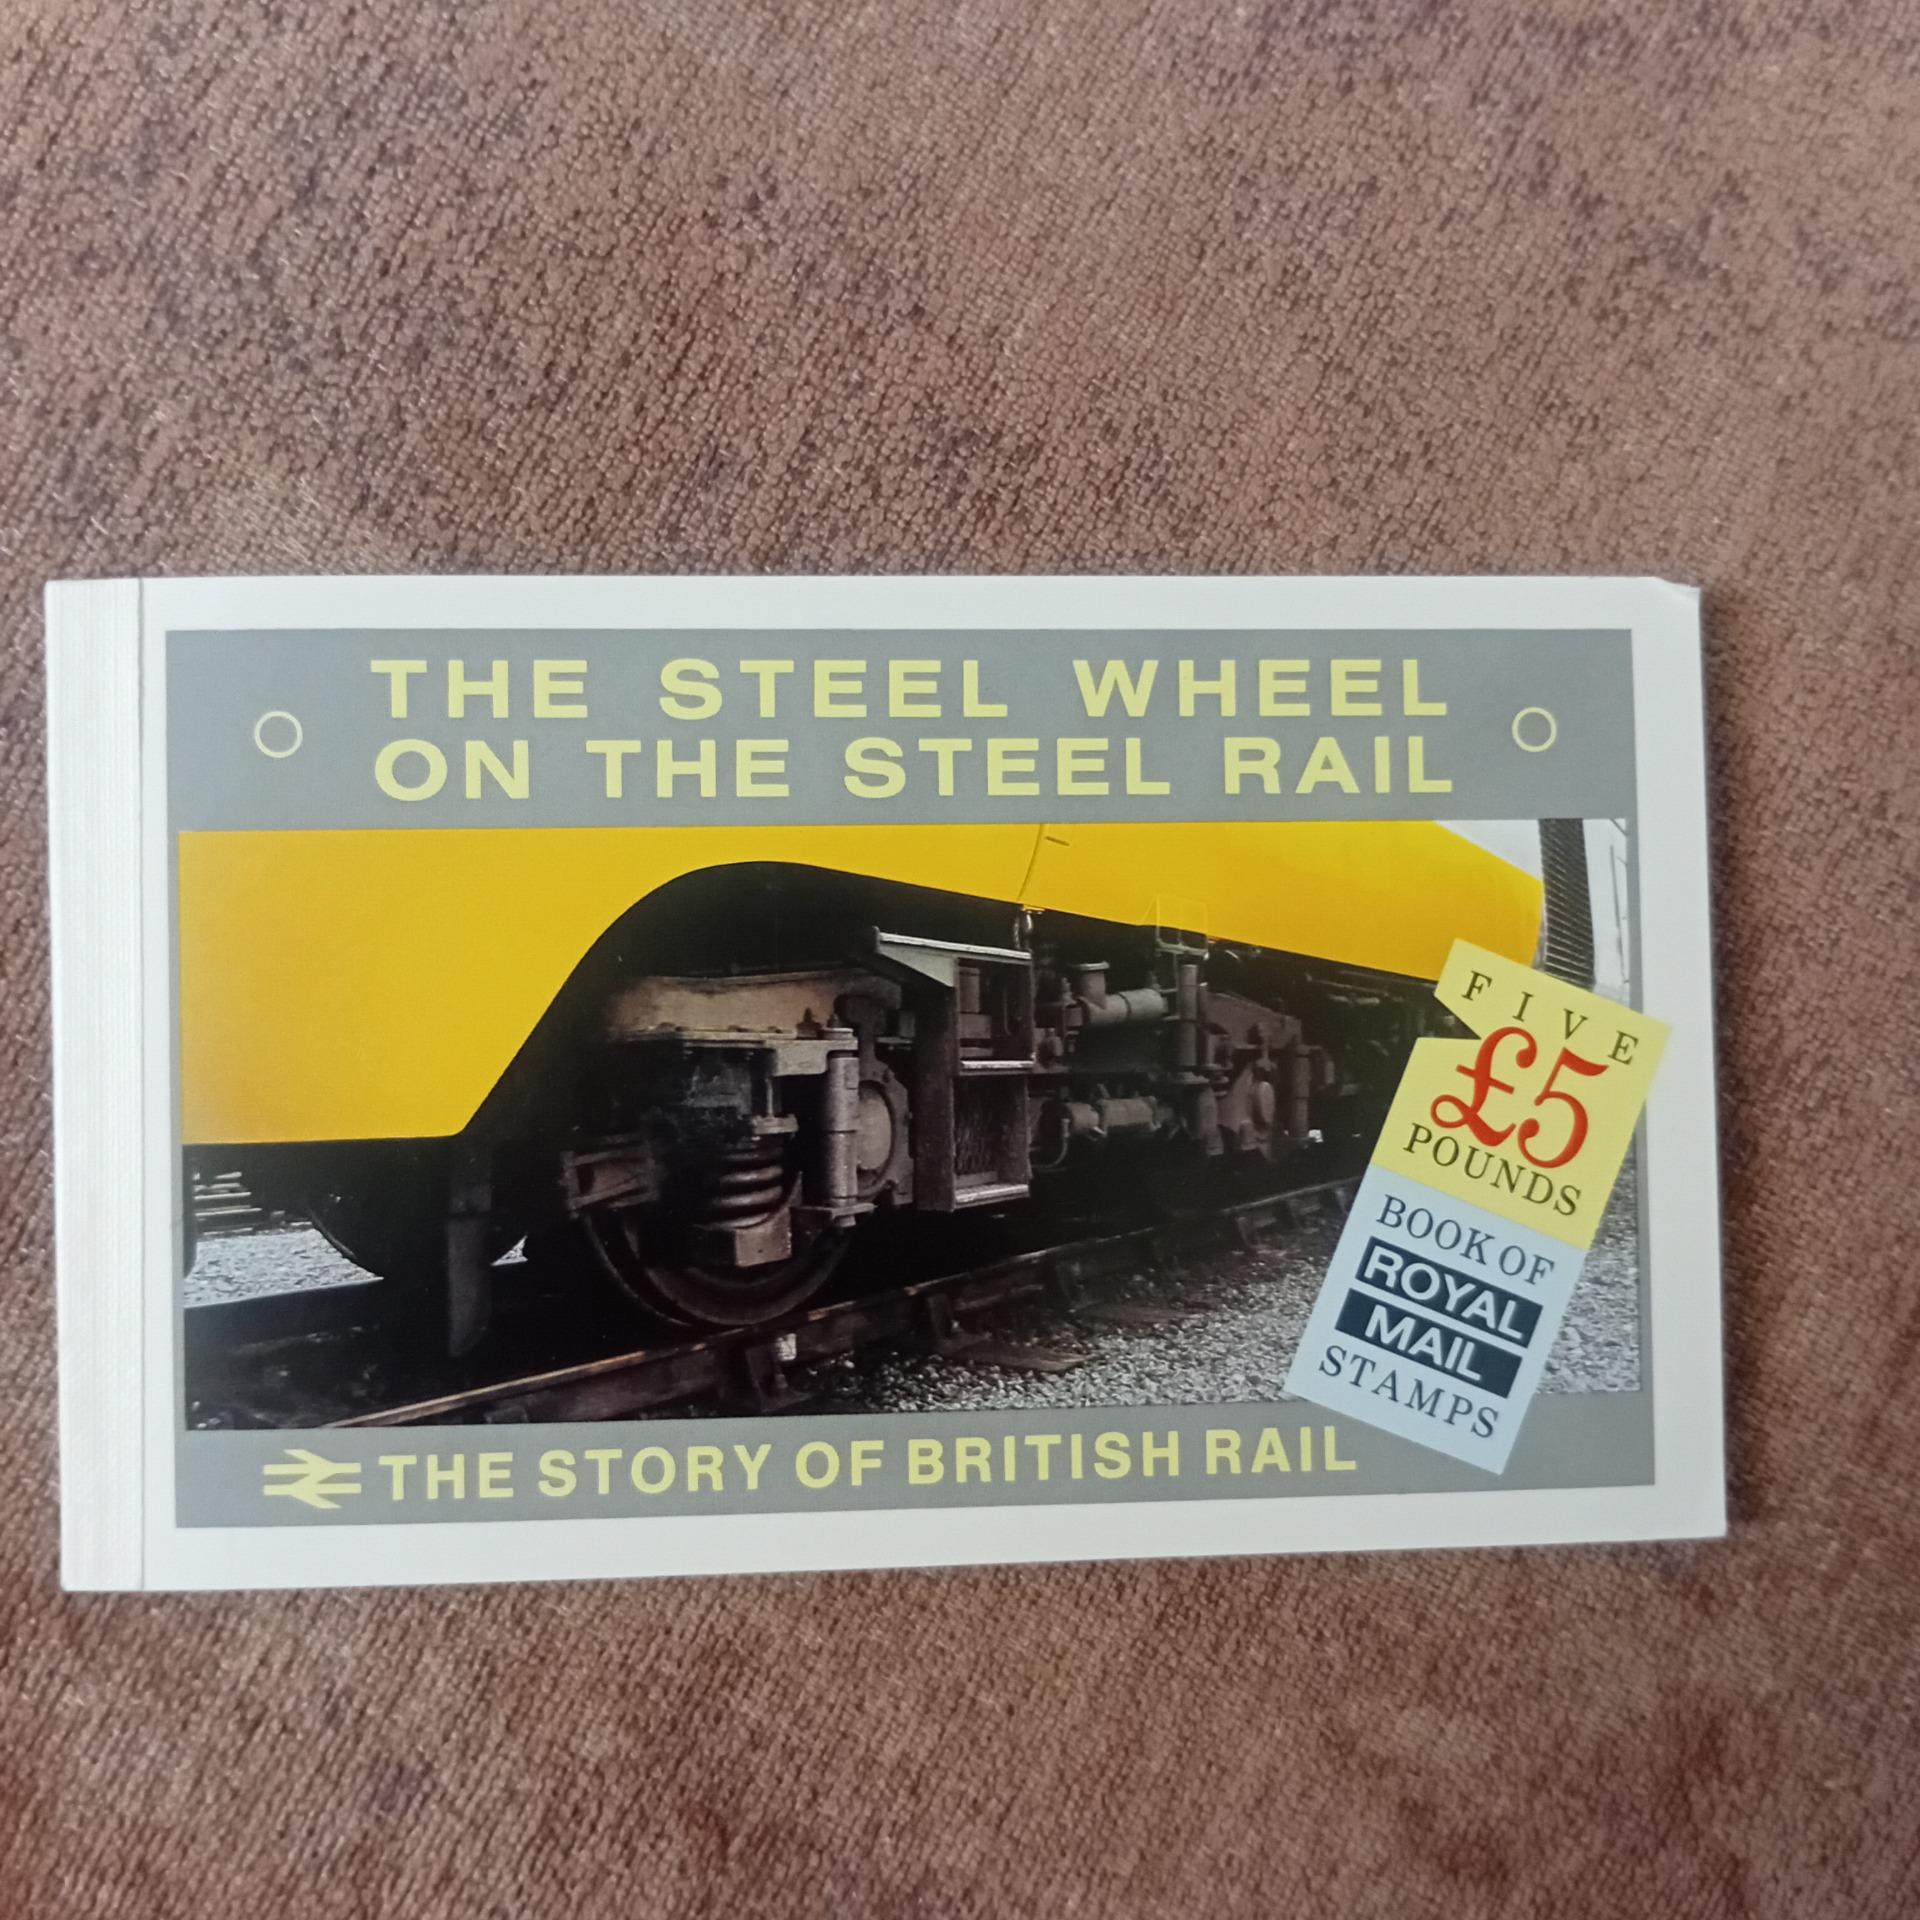 THE STEEL WHEEL
ON THE STEEL RAIL
FIVE
£5
POUNDS
BOOK OF
ROYAL
MAIL
STAMPS
THE STORY OF BRITISH RAIL